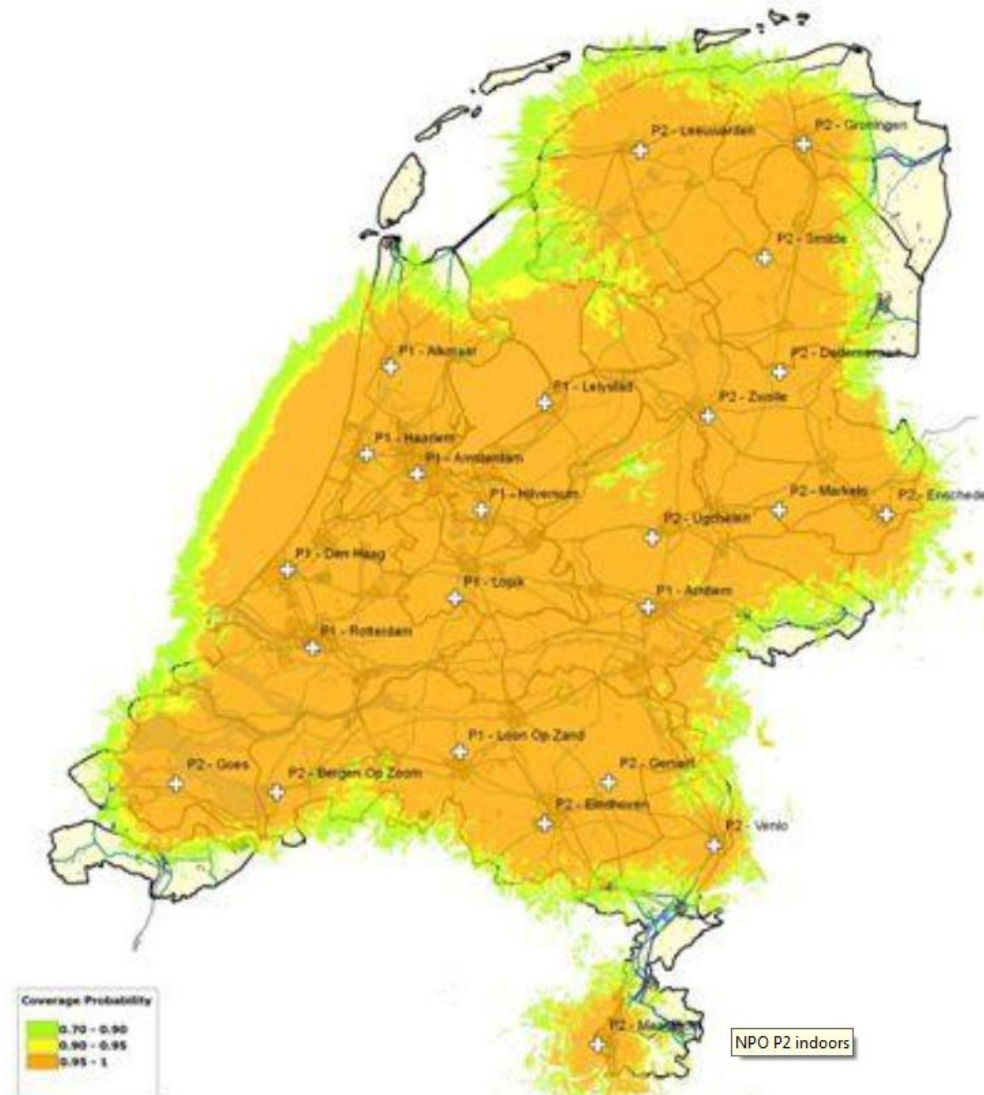 P2 - Leeuwarden
P2 - Groningen
P2 - Smilde
P1 - Alkmaar
P2 - Dedemsvaart
P1 - Lelystad
P2 - Zwolle
P1 - Haarlem
P1 - Amsterdam
P1 - Hilversum
P2 - Markelo
P2 - Enschede
P2 - Ugchelen
P1 - Den Haag
P1 - Lopik
P1 - Arnhem
P1 - Rotterdam
P1 - Loon Op Zand
P2 - Goes
P2 - Bergen Op Zoom
P2 - Gemert
P2 - Eindhoven
P2 - Venlo
Coverage Probability
0.70 - 0.90
0.90 - 0.95
0.95 - 1
P2 -
NPO P2 indoors